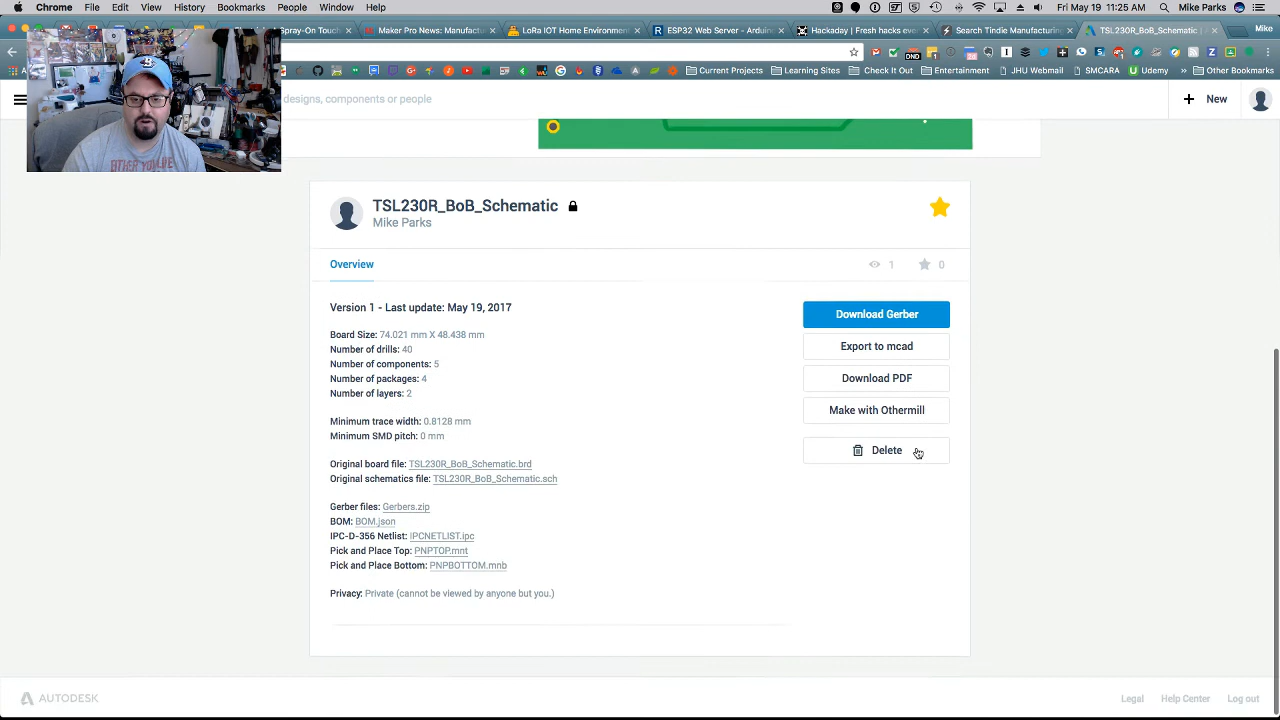 Chrome File Edit View History Bookmarks People Window Help
Fri May 19 11:25 AM Mike Parks
Spray-On Touch
Maker Pro News: Manufactu
LoRa IOT Home Environmen
ESP32 Web Server - Arduin
Hackaday | Fresh hacks eve
Search Tindie Manufacturin
TSL230R_BoB_Schematic |
Mike
DND
Current Projects
Learning Sites
Check It Out
Entertainment
JHU Webmail
SMCARA
Udemy
»
Other Bookmarks
designs, components or people
+ New
TSL230R_BoB_Schematic
Mike Parks
Overview
1
0
Version 1 - Last update: May 19, 2017
Download Gerber
Board Size: 74.021 mm X 48.438 mm
Number of drills: 40
Export to mcad
Number of components: 5
Number of packages: 4
Download PDF
Number of layers: 2
Make with Othermill
Minimum trace width: 0.8128 mm
Minimum SMD pitch: 0 mm
Delete
Original board file: TSL230R_BoB_Schematic.brd
Original schematics file: TSL230R_BoB_Schematic.sch
Gerber files: Gerbers.zip
BOM: BOM.json
IPC-D-356 Netlist: IPCNETLIST.ipc
Pick and Place Top: PNPTOP.mnt
Pick and Place Bottom: PNPBOTTOM.mnb
Privacy: Private (cannot be viewed by anyone but you.)
AUTODESK
Legal Help Center Log out